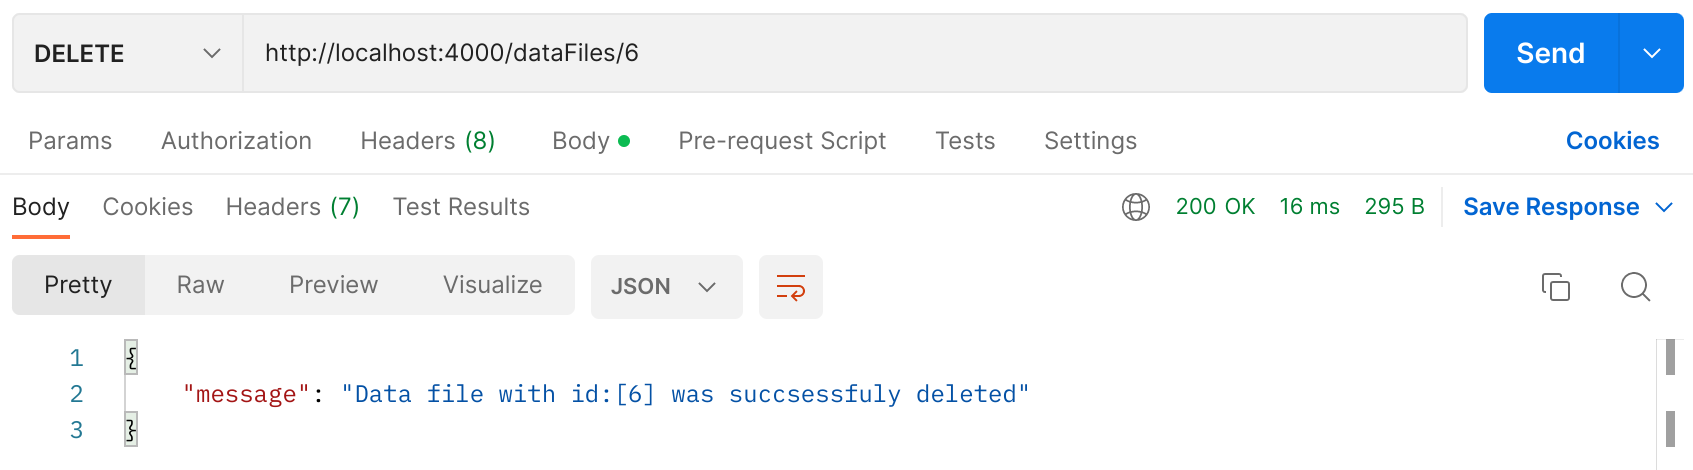 DELETE http://localhost:4000/dataFiles/6 Send
Params Authorization Headers (8) Body Pre-request Script Tests Settings Cookies
Body Cookies Headers (7) Test Results 200 OK 16 ms 295 B Save Response
Pretty Raw Preview Visualize JSON
1 {
2 "message": "Data file with id:[6] was succsessfuly deleted"
3 }